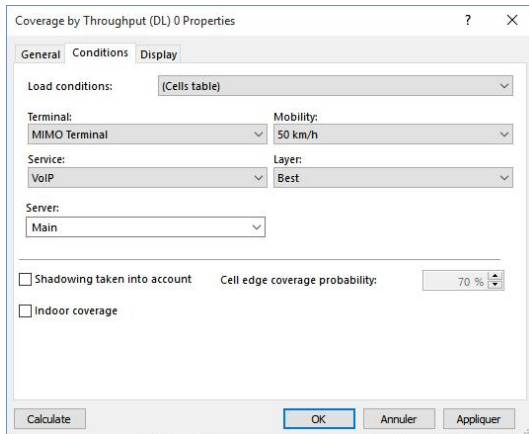 Coverage by Throughput (DL) 0 Properties ? X
General Conditions Display
Load conditions: (Cells table)
Terminal: Mobility:
MIMO Terminal 50 km/h
Service: Layer:
VoIP Best
Server:
Main
Shadowing taken into account Cell edge coverage probability: 70 %
Indoor coverage
Calculate OK Annuler Appliquer